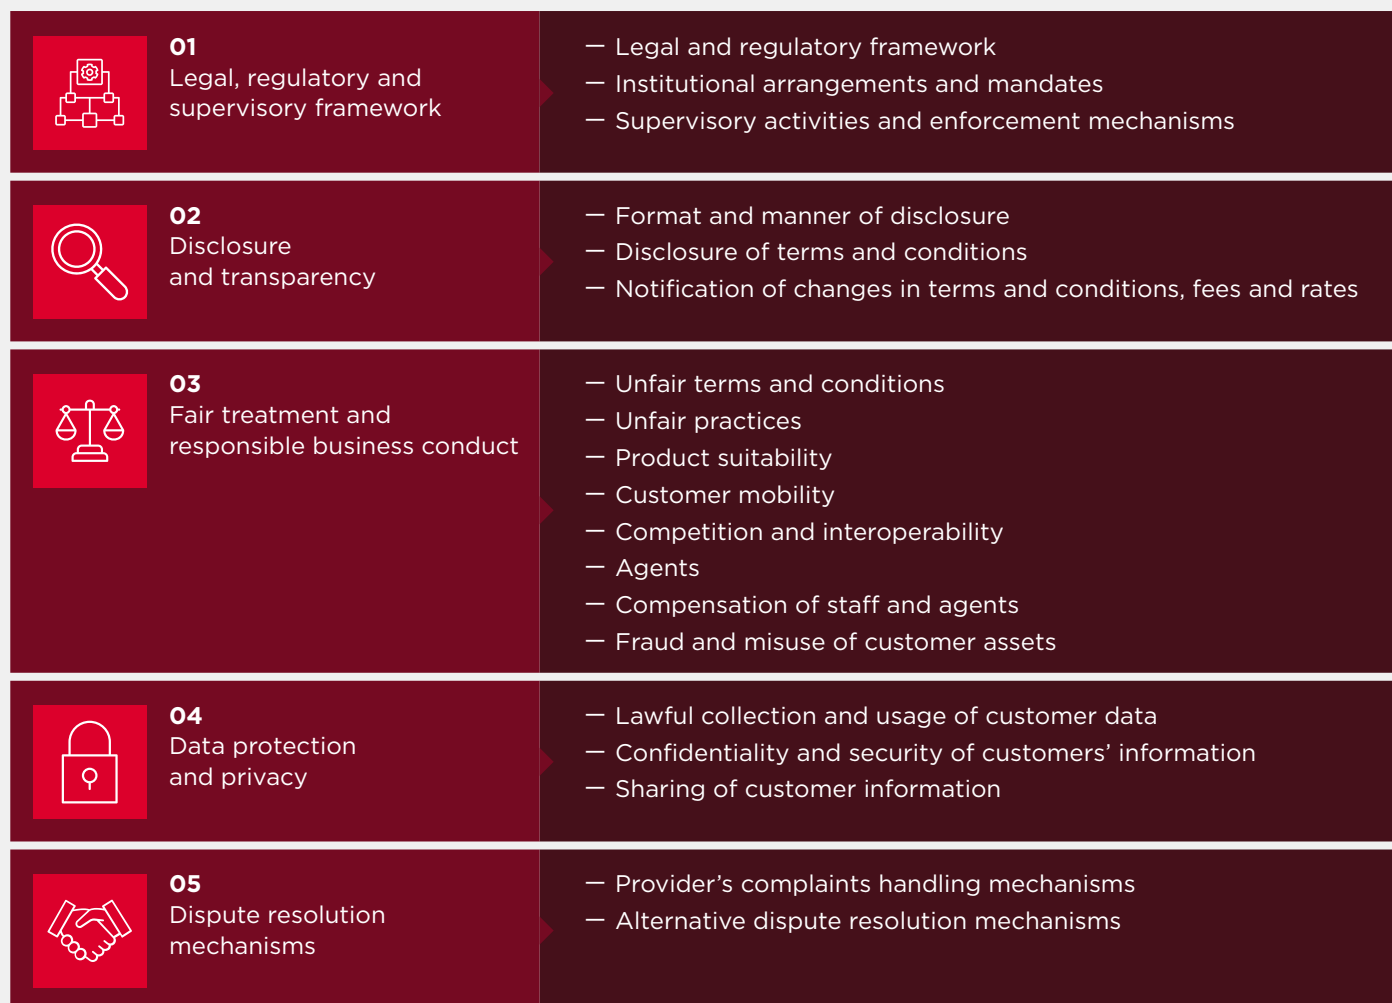 01
Legal, regulatory and
supervisory framework
— Legal and regulatory framework
— Institutional arrangements and mandates
— Supervisory activities and enforcement mechanisms
02
Disclosure
and transparency
— Format and manner of disclosure
— Disclosure of terms and conditions
— Notification of changes in terms and conditions, fees and rates
03
Fair treatment and
responsible business conduct
— Unfair terms and conditions
— Unfair practices
— Product suitability
— Customer mobility
— Competition and interoperability
— Agents
— Compensation of staff and agents
— Fraud and misuse of customer assets
04
Data protection
and privacy
— Lawful collection and usage of customer data
— Confidentiality and security of customers’ information
— Sharing of customer information
05
Dispute resolution
mechanisms
— Provider’s complaints handling mechanisms
— Alternative dispute resolution mechanisms